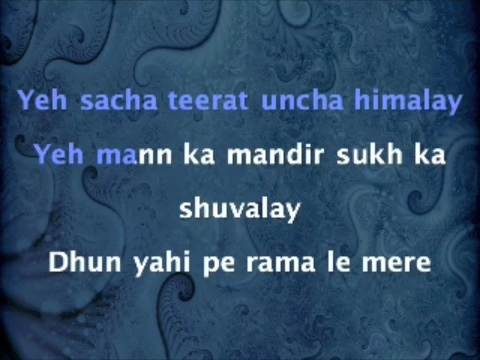 Yeh sacha teerat uncha himalay
Yeh mann ka mandir sukh ka
shuvalay
Dhun yahi pe rama le mere